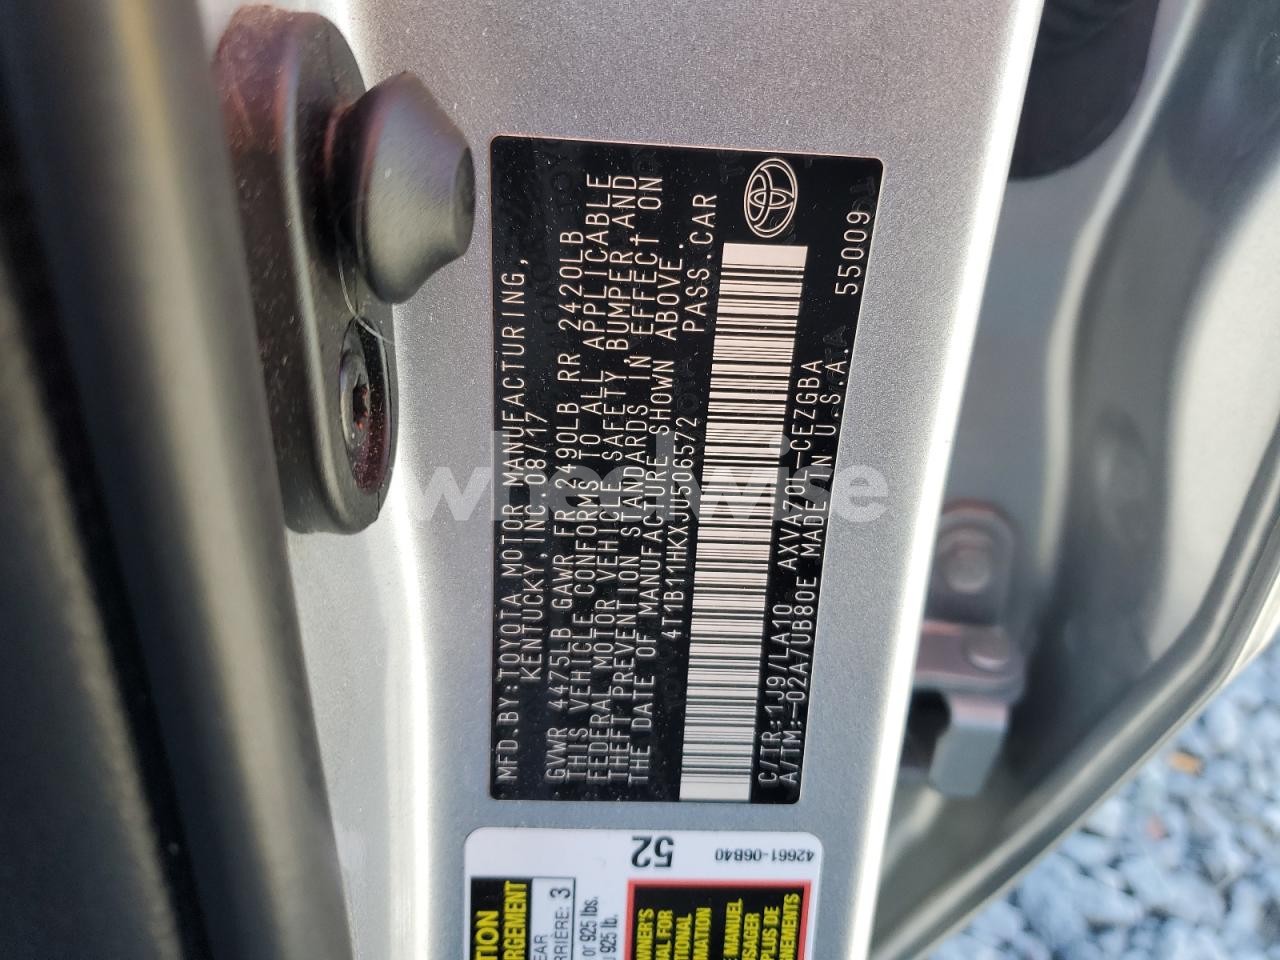 MFD.BY:TOYOTA MOTOR MANUFACTURING,
KENTUCKY,INC.08/17
GVWR 4475LB GAWR FR 2490LB RR 2420LB
THIS VEHICLE CONFORMS TO ALL APPLICABLE
FEDERAL MOTOR VEHICLE SAFETY,BUMPER,AND
THEFT PREVENTION STANDARDS IN EFFECT ON
THE DATE OF MANUFACTURE SHOWN ABOVE.
4T1B11HKXJU506572 PASS.CAR
C/TR:1J9/LA10 AXVA70L-CEZGBA
A/TM:-02A/UB80E MADE IN U.S.A. 55009
wheelwise
52
42661-06B40
3
OWNER'S